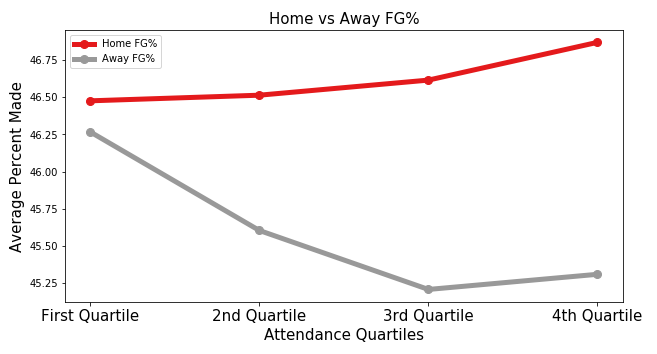 Home vs Away FG%
Home FG%
Away FG%
Average Percent Made
46.75
46.50
46.25
46.00
45.75
45.50
45.25
First Quartile
2nd Quartile
3rd Quartile
4th Quartile
Attendance Quartiles